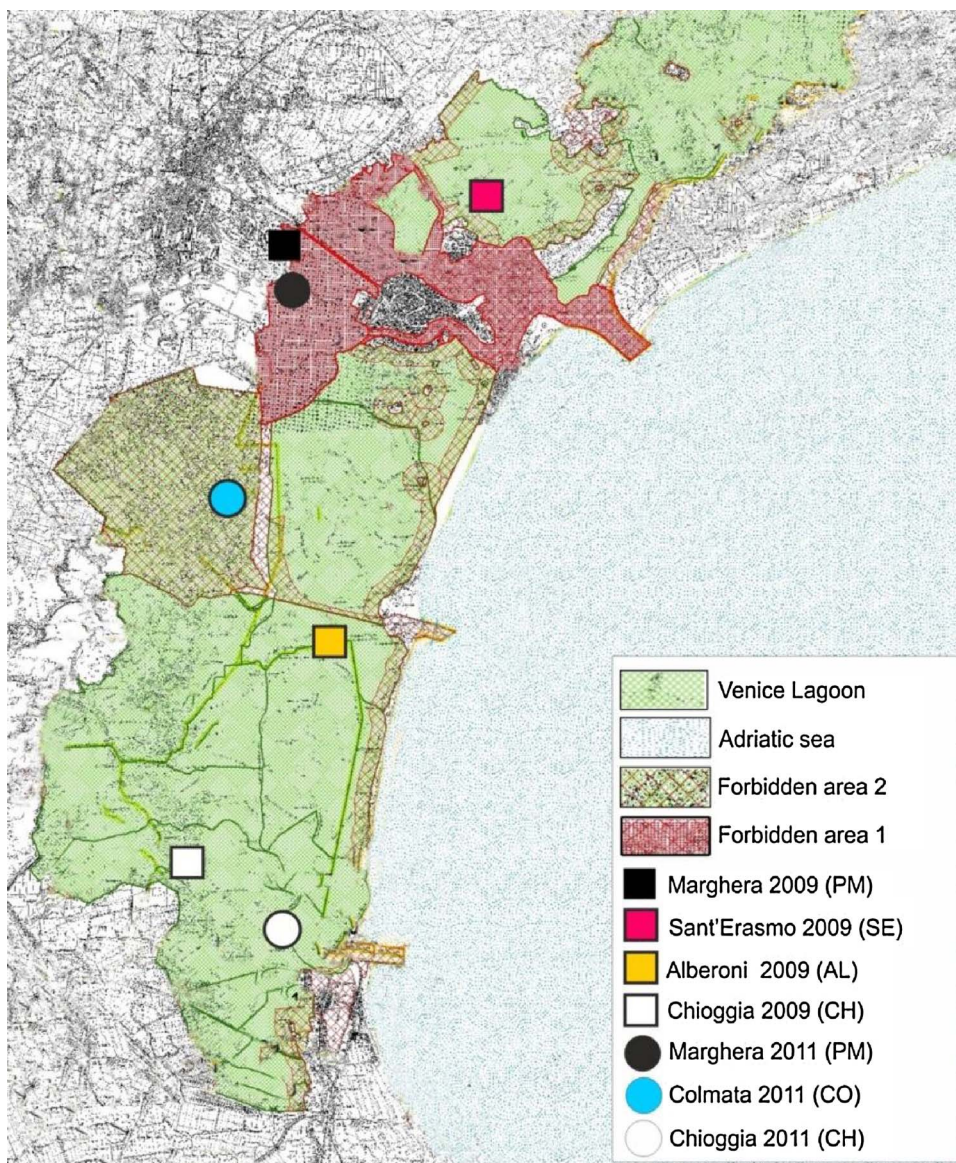 Venice Lagoon
Adriatic sea
Forbidden area 2
Forbidden area 1
Marghera 2009 (PM)
Sant'Erasmo 2009 (SE)
Alberoni 2009 (AL)
Chioggia 2009 (CH)
Marghera 2011 (PM)
Colmata 2011 (CO)
Chioggia 2011 (CH)